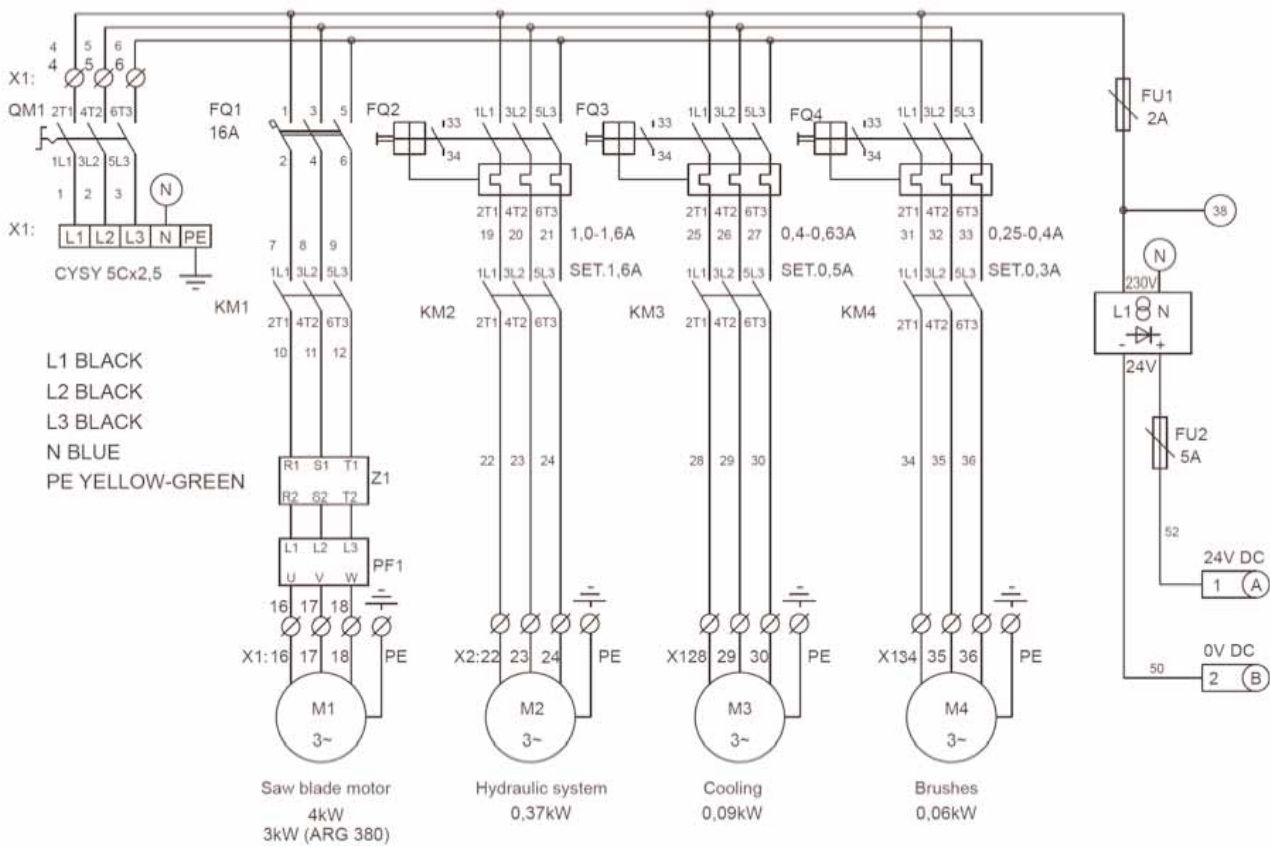 4 5 6
X1: 4 5 6
QM1 2T1 4T2 6T3
1L1 3L2 5L3
1 2 3 N
X1: L1 L2 L3 N PE
CYSY 5Cx2,5
L1 BLACK
L2 BLACK
L3 BLACK
N BLUE
PE YELLOW-GREEN
FQ1
16A
1 3 5
2 4 6
7 8 9
1L1 3L2 5L3
KM1
2T1 4T2 6T3
10 11 12
R1 S1 T1
Z1
R2 S2 T2
L1 L2 L3
PF1
U V W
16 17 18
X1:16 17 18 PE
M1
3~
Saw blade motor
4kW
3kW (ARG 380)
FQ2
33
34
1L1 3L2 5L3
2T1 4T2 6T3
19 20 21 1,0-1,6A
1L1 3L2 5L3 SET.1,6A
KM2
2T1 4T2 6T3
22 23 24
X2:22 23 24 PE
M2
3~
Hydraulic system
0,37kW
FQ3
33
34
1L1 3L2 5L3
2T1 4T2 6T3
25 26 27 0,4-0,63A
1L1 3L2 5L3 SET.0,5A
KM3
2T1 4T2 6T3
28 29 30
X128 29 30 PE
M3
3~
Cooling
0,09kW
FQ4
33
34
1L1 3L2 5L3
2T1 4T2 6T3
31 32 33 0,25-0,4A
1L1 3L2 5L3 SET.0,3A
KM4
2T1 4T2 6T3
34 35 36
X134 35 36 PE
M4
3~
Brushes
0,06kW
FU1
2A
38
N
230V
L1 N
- +
24V
FU2
5A
52
24V DC
1 A
0V DC
50
2 B